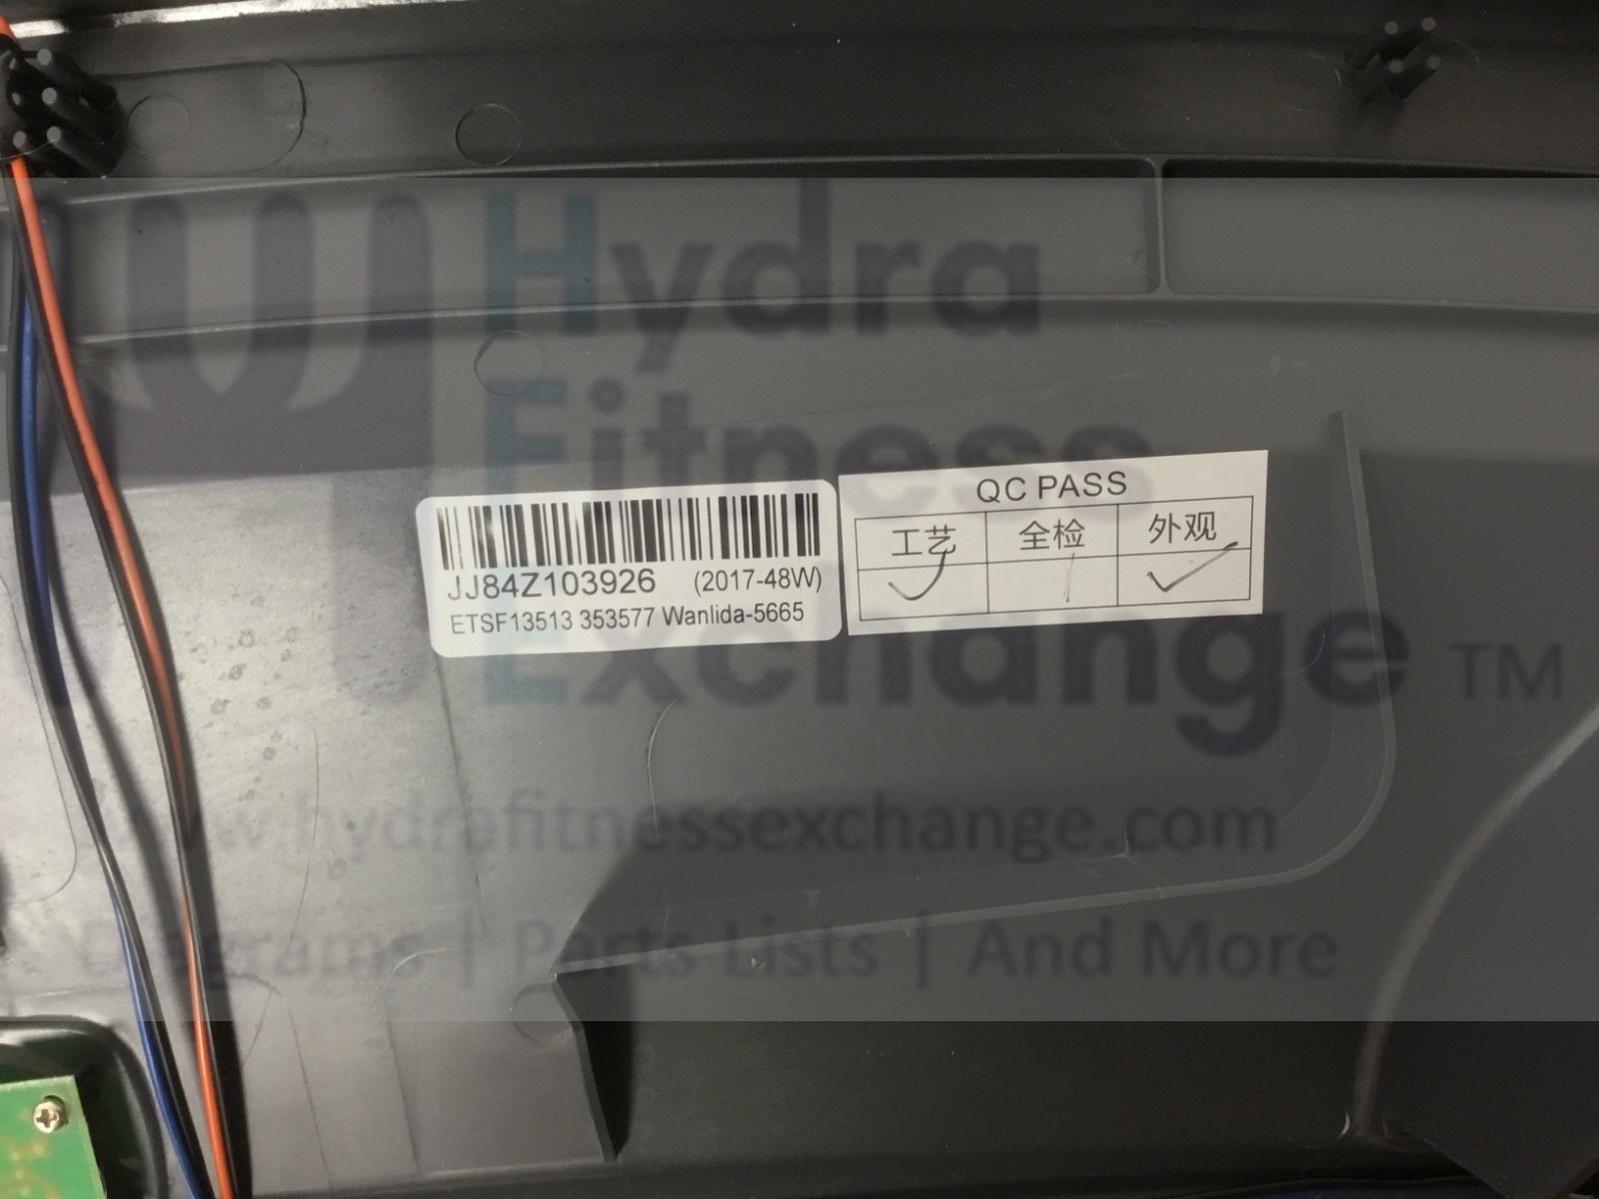 Hydra
Fitness
Exchange TM
www.hydrafitnessexchange.com
Diagrams | Parts Lists | And More
JJ84Z103926 (2017-48W)
ETSF13513 353577 Wanlida-5665
QC PASS
工艺 全检 外观